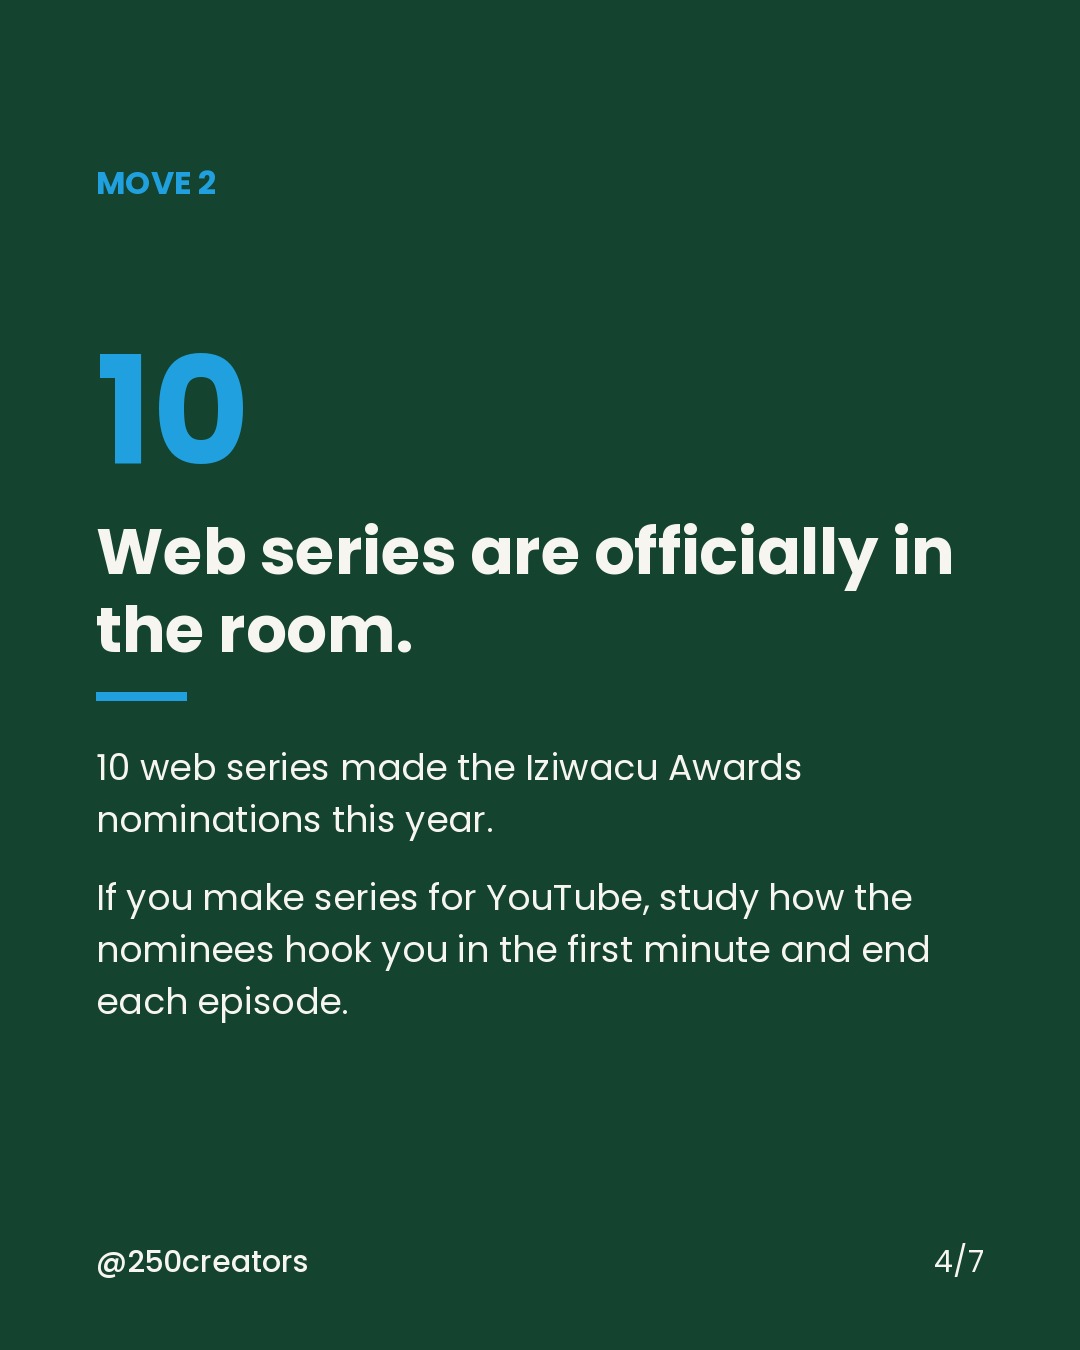 MOVE 2
10
Web series are officially in
the room.
10 web series made the Iziwacu Awards
nominations this year.
If you make series for YouTube, study how the
nominees hook you in the first minute and end
each episode.
@250creators
4/7